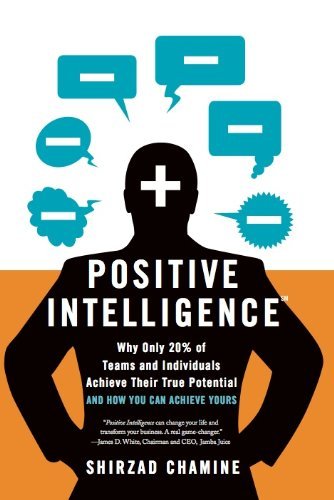 POSITIVE
INTELLIGENCE℠
Why Only 20% of
Teams and Individuals
Achieve Their True Potential
AND HOW YOU CAN ACHIEVE YOURS
"Positive Intelligence can change your life and
transform your business. A real game-changer."
—James D. White, Chairman and CEO, Jamba Juice
SHIRZAD CHAMINE